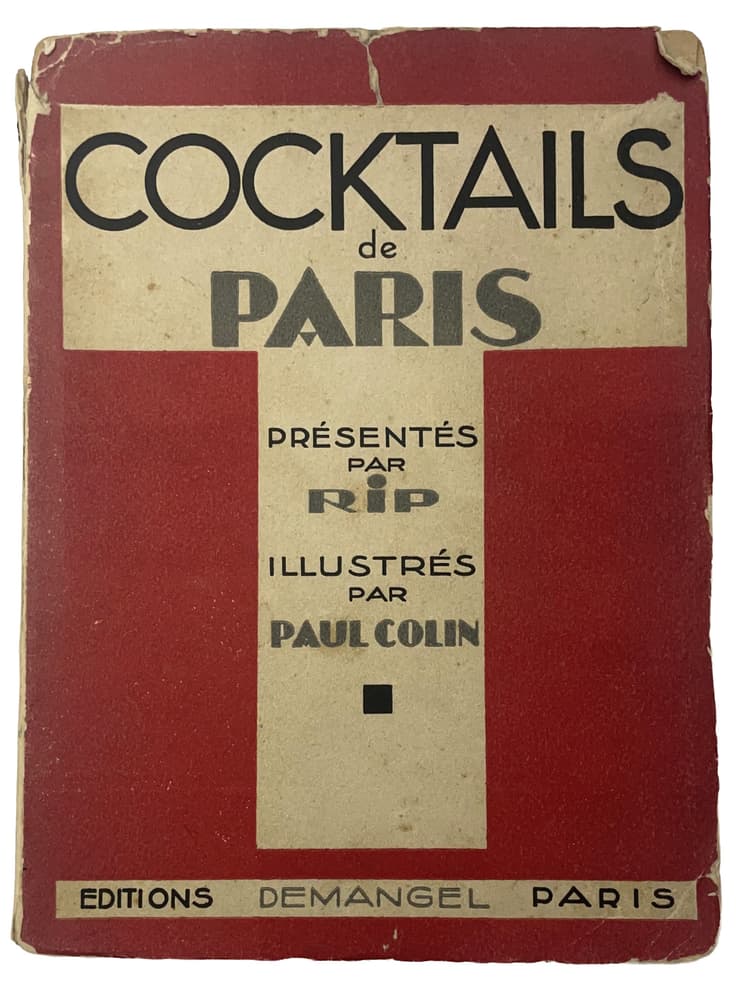 COCKTAILS
de
PARIS
PRÉSENTÉS
PAR
RiP
ILLUSTRÉS
PAR
PAUL COLIN
EDITIONS DEMANGEL PARIS